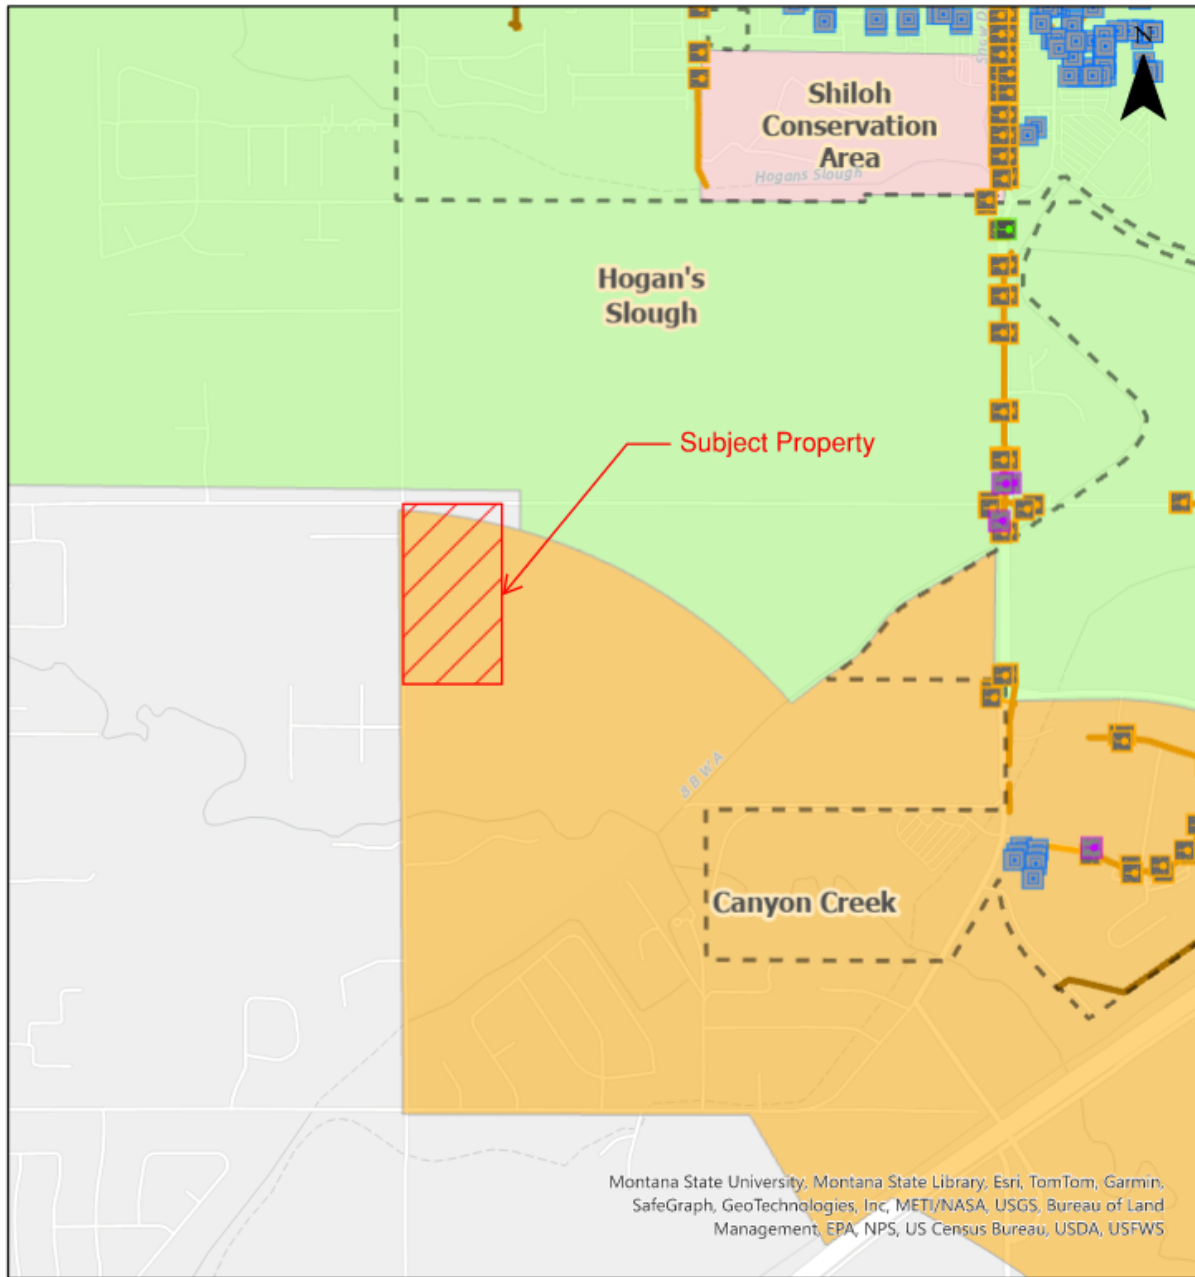 N
Shaw D
Shiloh
Conservation
Area
Hogans Slough
Hogan's
Slough
Subject Property
BBWA
Canyon Creek
Montana State University, Montana State Library, Esri, TomTom, Garmin,
SafeGraph, GeoTechnologies, Inc, METI/NASA, USGS, Bureau of Land
Management, EPA, NPS, US Census Bureau, USDA, USFWS